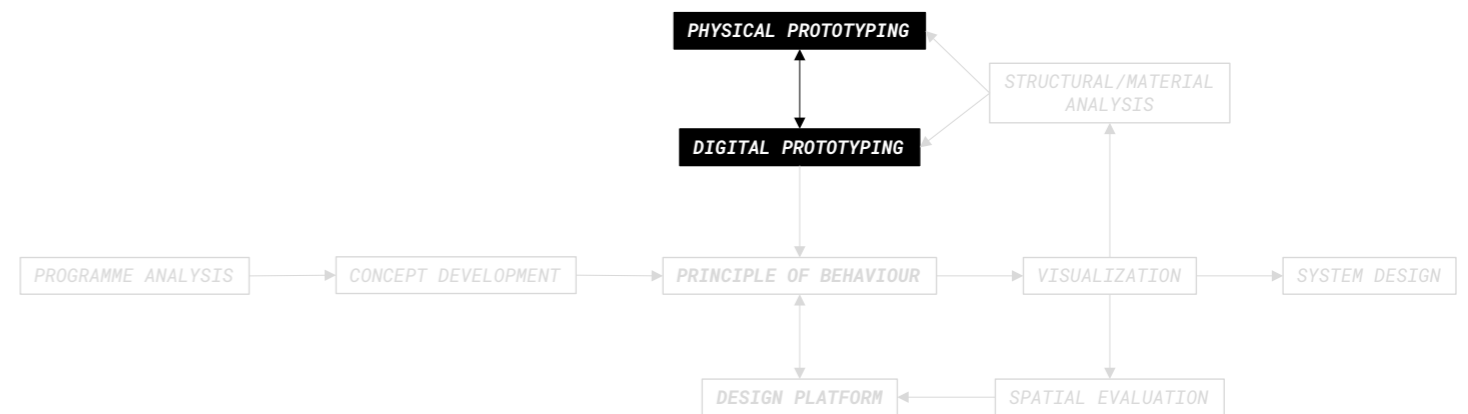 PHYSICAL PROTOTYPING
STRUCTURAL/MATERIAL
ANALYSIS
DIGITAL PROTOTYPING
PROGRAMME ANALYSIS
CONCEPT DEVELOPMENT
PRINCIPLE OF BEHAVIOUR
VISUALIZATION
SYSTEM DESIGN
DESIGN PLATFORM
SPATIAL EVALUATION